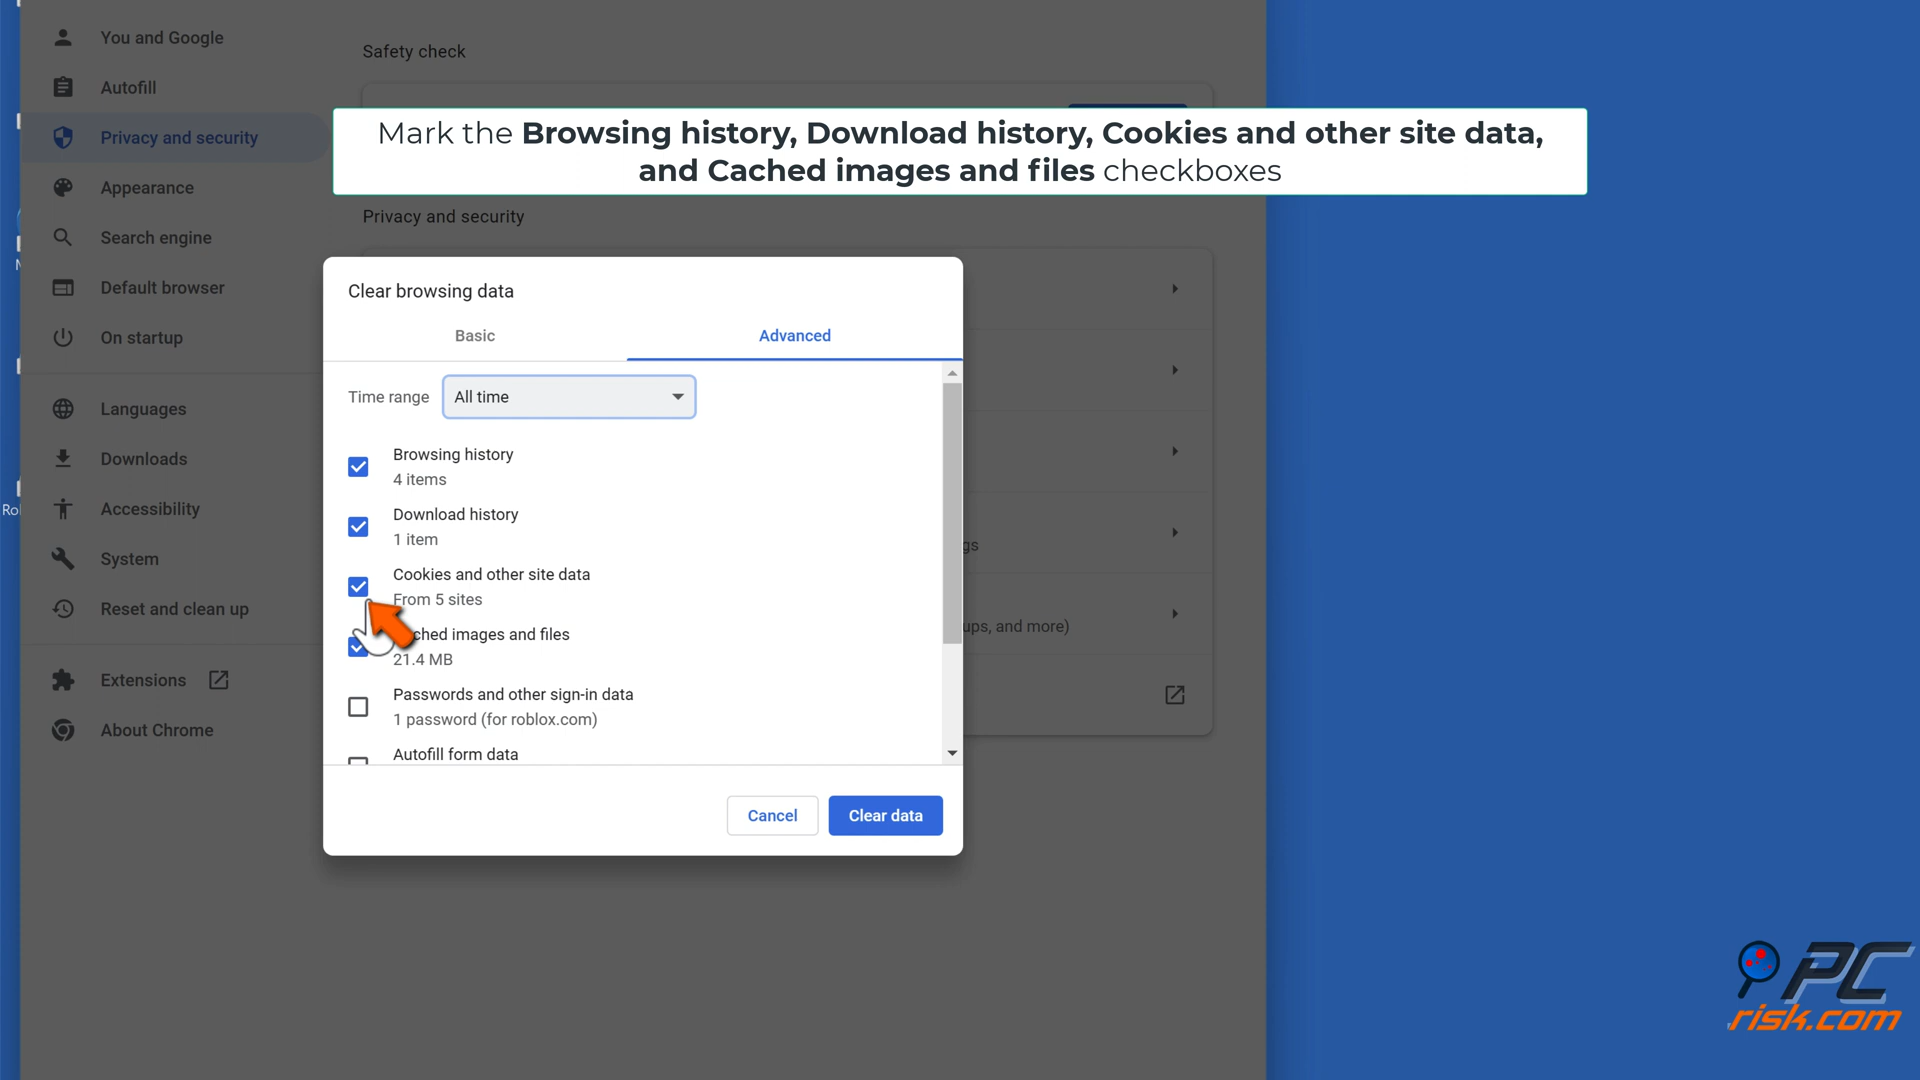 You and Google
Autofill
Privacy and security
Appearance
Search engine
Default browser
On startup
Languages
Downloads
Accessibility
System
Reset and clean up
Extensions
About Chrome
Safety check
Mark the Browsing history, Download history, Cookies and other site data,
and Cached images and files checkboxes
Privacy and security
Clear browsing data
Basic
Advanced
Time range
All time
Browsing history
4 items
Download history
1 item
Cookies and other site data
From 5 sites
ched images and files
21.4 MB
Passwords and other sign-in data
1 password (for roblox.com)
Autofill form data
Cancel
Clear data
gs
ups, and more)
Ro
PC
risk.com